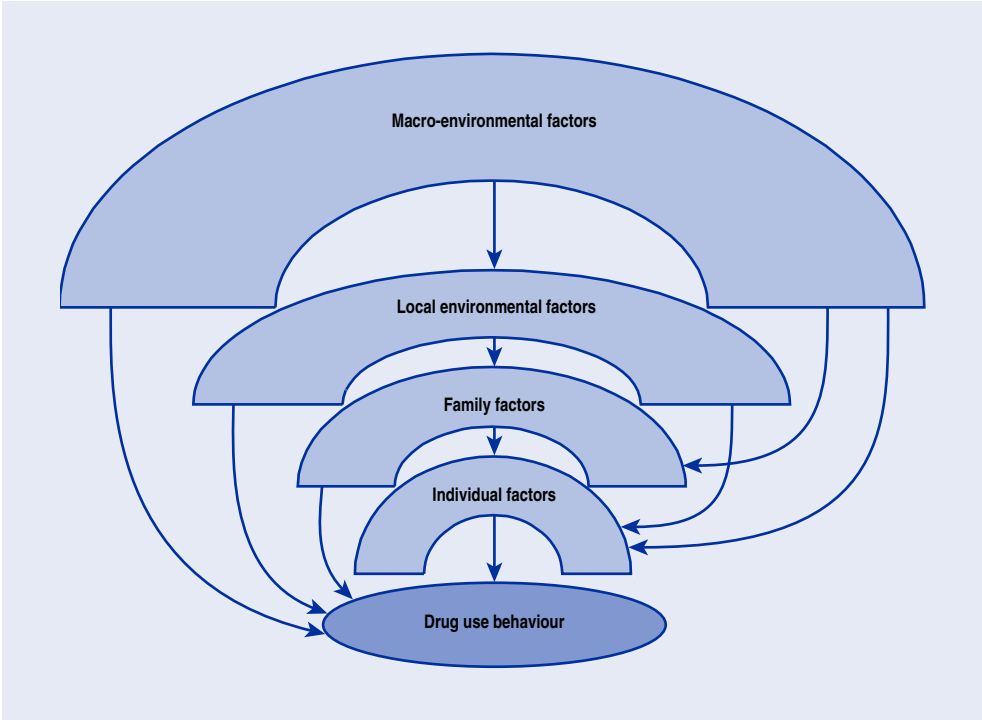 Macro-environmental factors
Local environmental factors
Family factors
Individual factors
Drug use behaviour